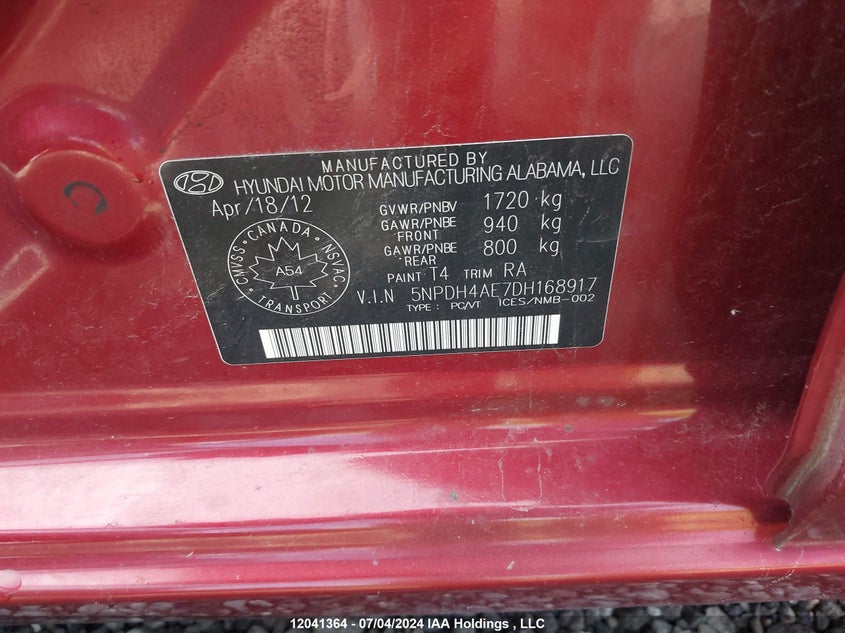 MANUFACTURED BY
HYUNDAI MOTOR MANUFACTURING ALABAMA, LLC
Apr/18/12
GVWR/PNBV 1720 kg
GAWR/PNBE FRONT 940 kg
GAWR/PNBE REAR 800 kg
PAINT T4 TRIM RA
CANADA
CMVSS · NSVAC
A54
TRANSPORT
V.I.N 5NPDH4AE7DH168917
TYPE : PC/VT ICES/NMB-002
12041364 - 07/04/2024 IAA Holdings , LLC